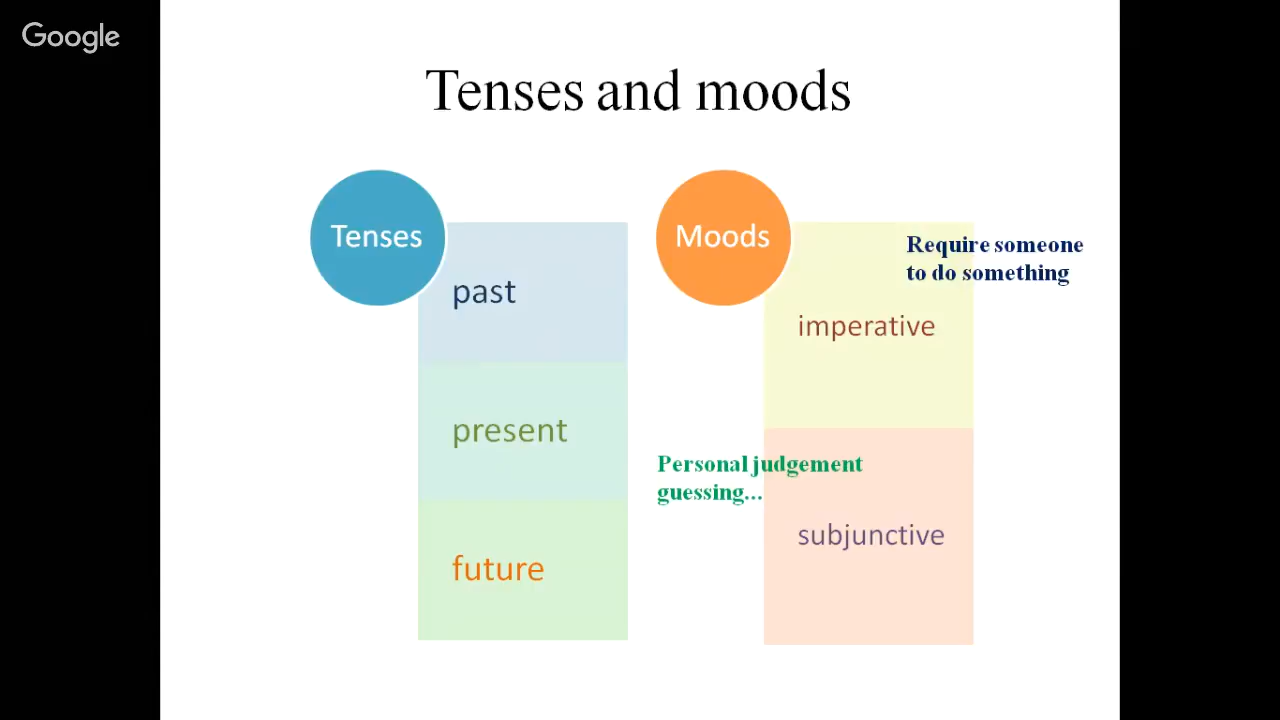 Google
Tenses and moods
Tenses
past
present
future
Moods
Require someone
to do something
imperative
Personal judgement
guessing...
subjunctive